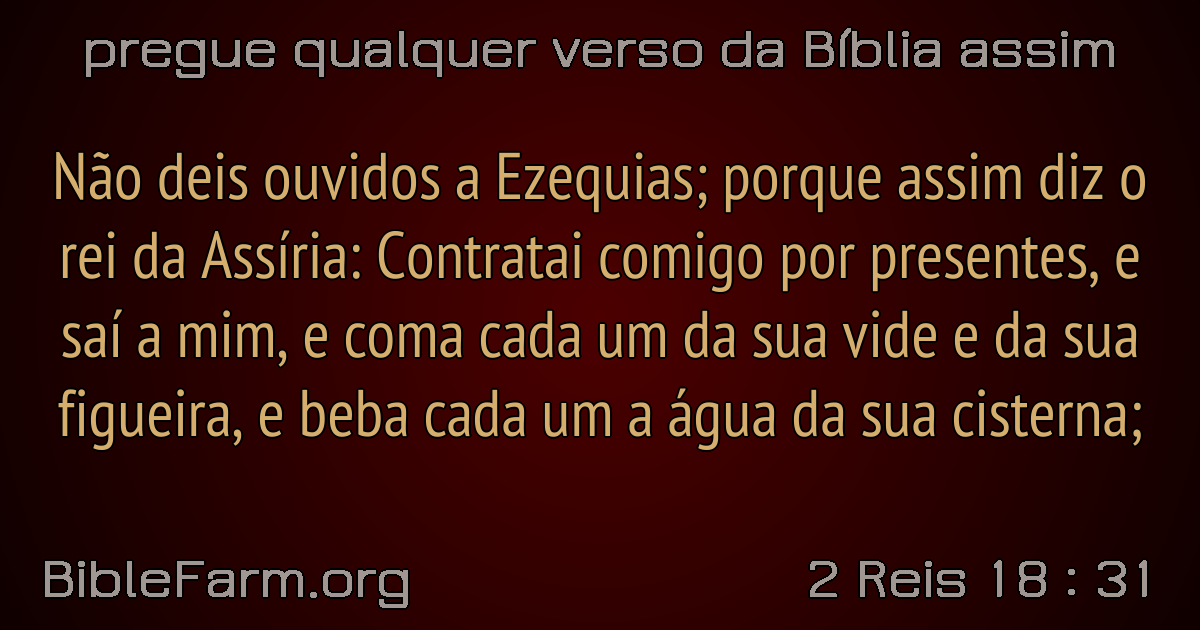 pregue qualquer verso da Bíblia assim
Não deis ouvidos a Ezequias; porque assim diz o
rei da Assíria: Contratai comigo por presentes, e
saí a mim, e coma cada um da sua vide e da sua
figueira, e beba cada um a água da sua cisterna;
BibleFarm.org
2 Reis 18 : 31